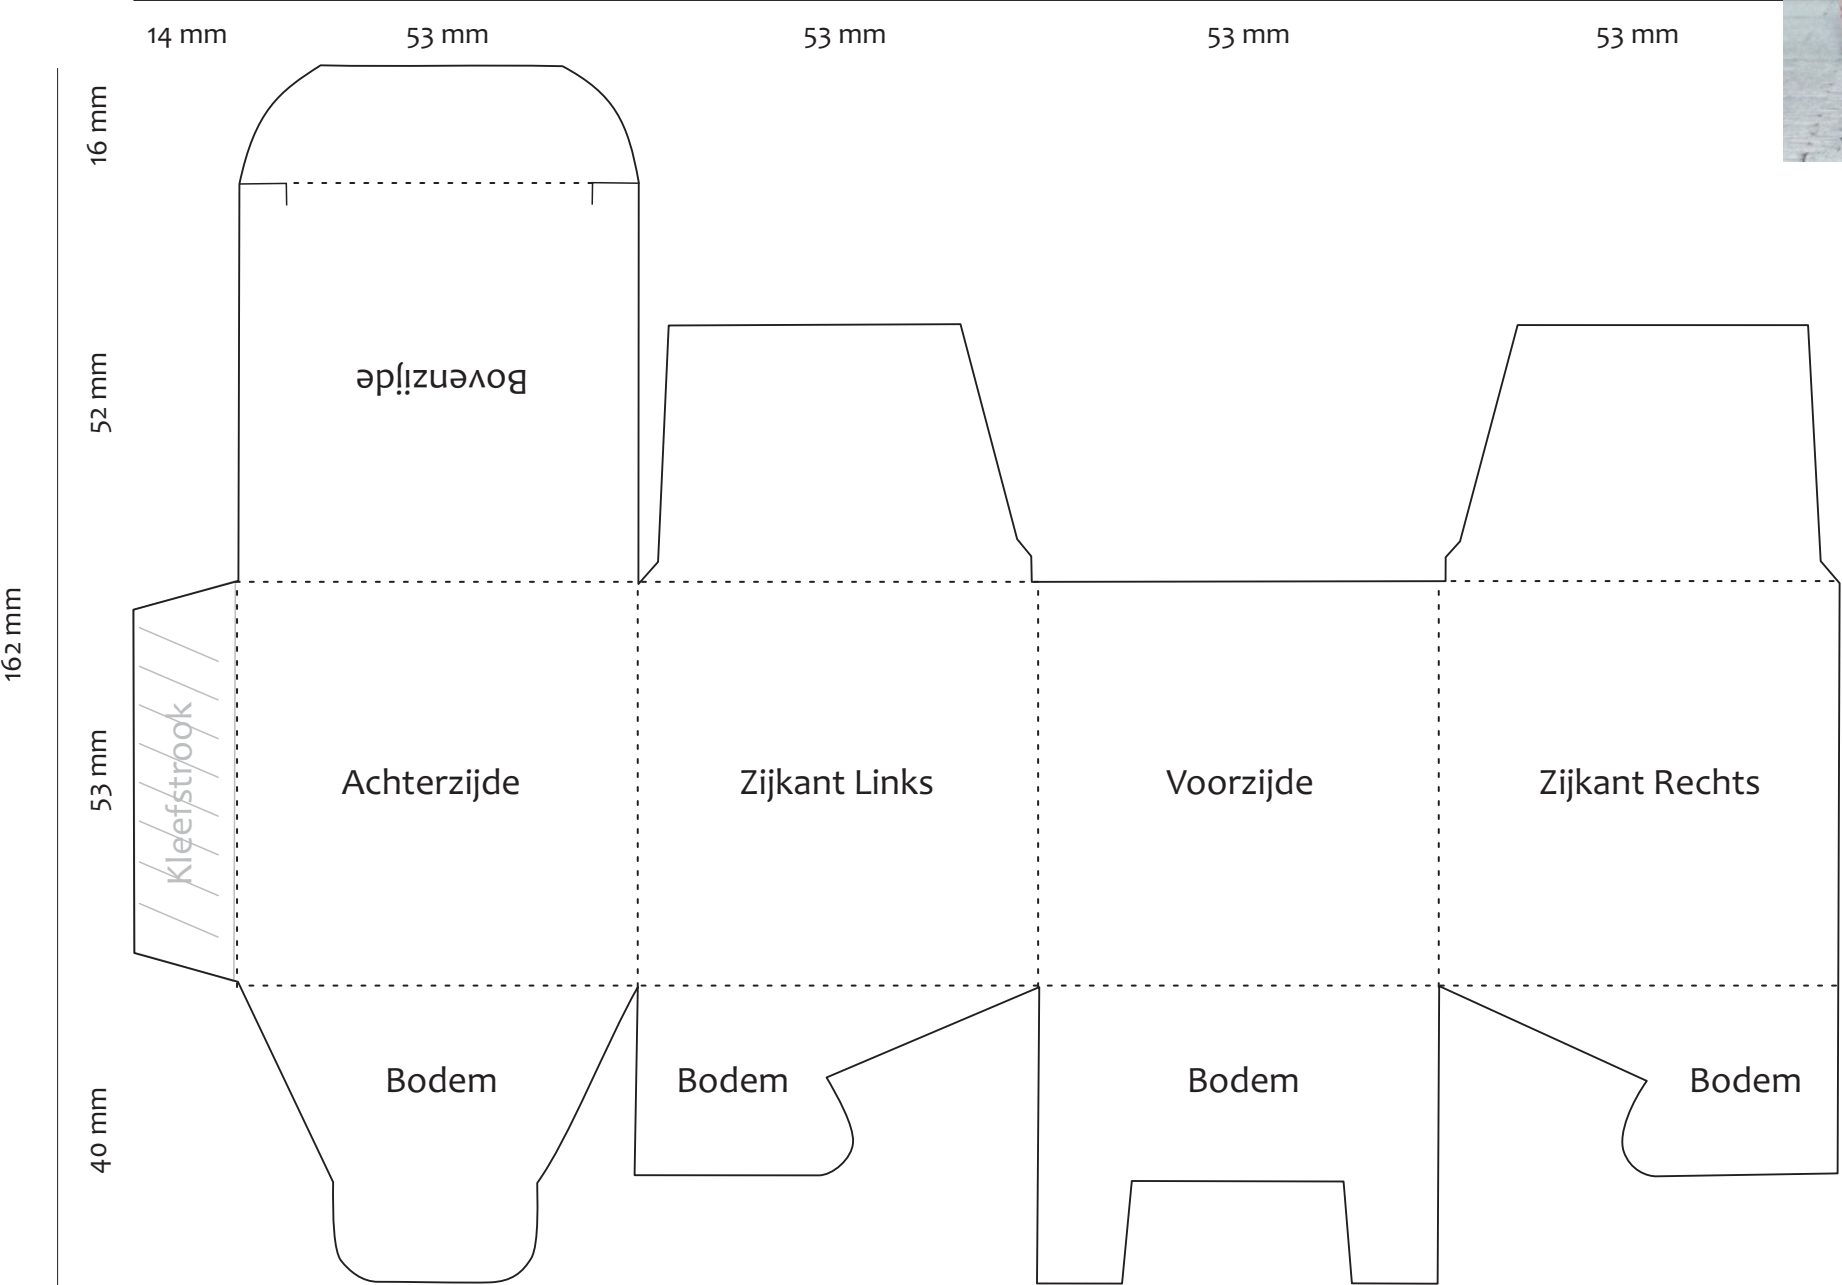 14 mm
53 mm
53 mm
53 mm
53 mm
16 mm
52 mm
162 mm
53 mm
40 mm
Bovenzijde
Kleefstrook
Achterzijde
Zijkant Links
Voorzijde
Zijkant Rechts
Bodem
Bodem
Bodem
Bodem